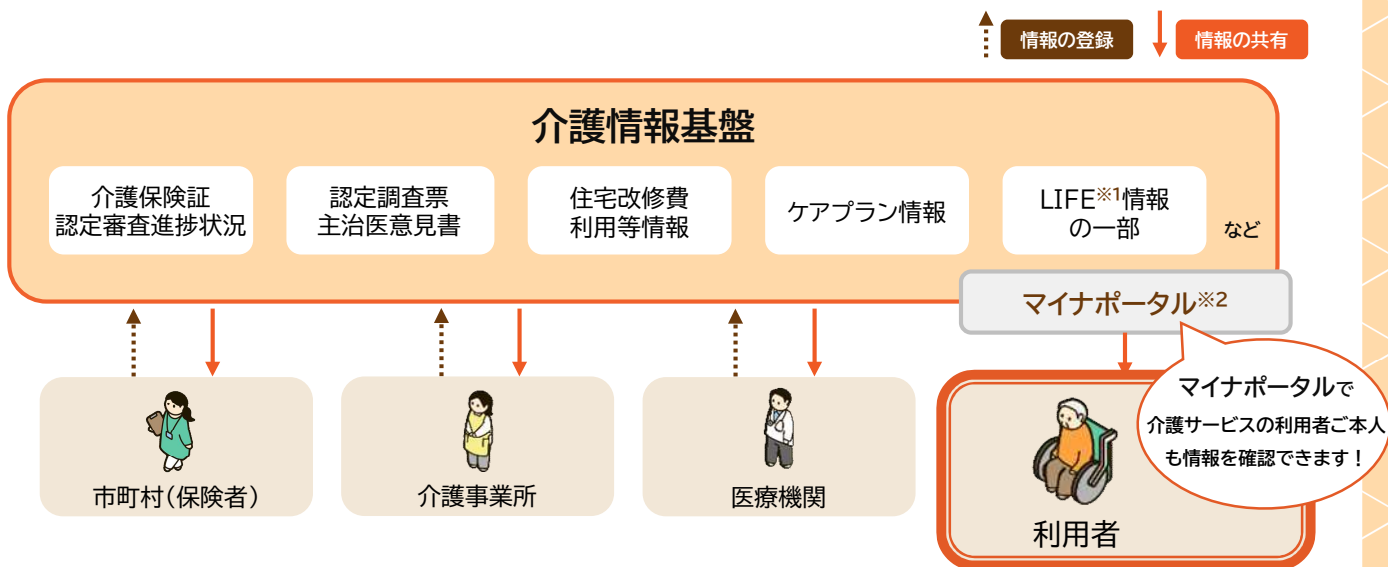 情報の登録
情報の共有
介護情報基盤
介護保険証
認定審査進捗状況
認定調査票
主治医意見書
住宅改修費
利用等情報
ケアプラン情報
LIFE※1情報
の一部
など
マイナポータル※2
マイナポータルで
介護サービスの利用者ご本人
も情報を確認できます！
市町村(保険者)
介護事業所
医療機関
利用者